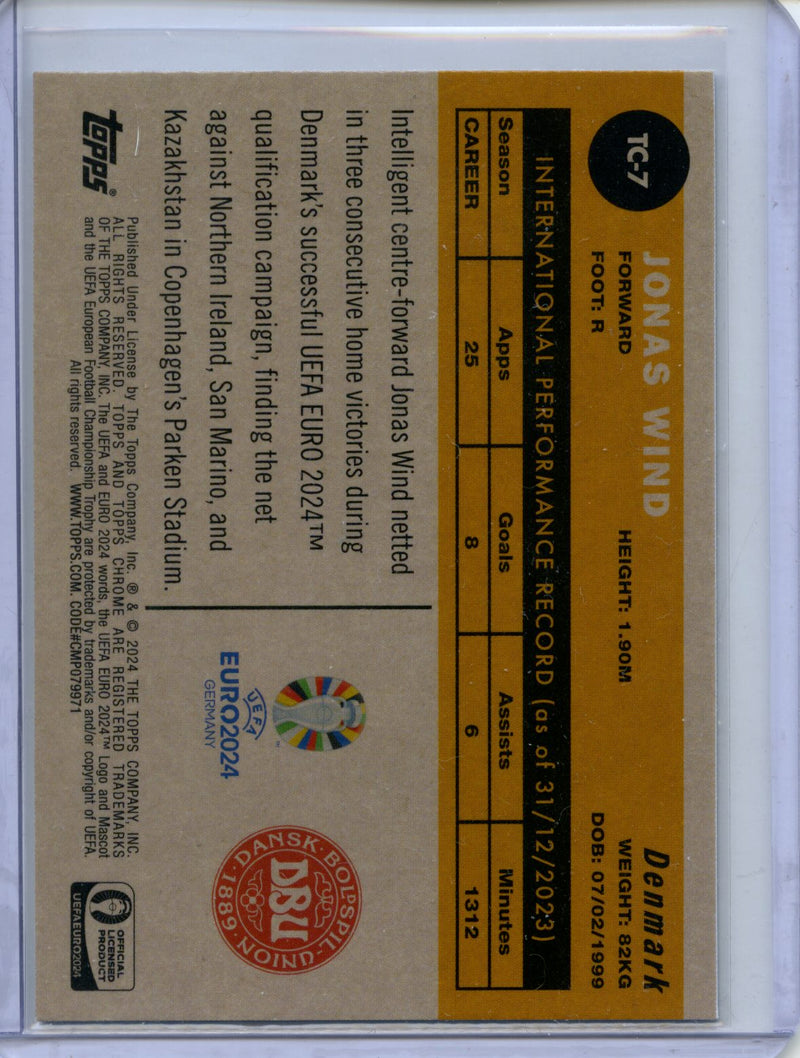 TC-7
JONAS WIND
Denmark
FORWARD
HEIGHT: 1.90M
WEIGHT: 82KG
FOOT: R
DOB: 07/02/1999
INTERNATIONAL PERFORMANCE RECORD (as of 31/12/2023)
Season Apps Goals Assists Minutes
CAREER 25 8 6 1312
Intelligent centre-forward Jonas Wind netted
in three consecutive home victories during
Denmark's successful UEFA EURO 2024™
qualification campaign, finding the net
against Northern Ireland, San Marino, and
Kazakhstan in Copenhagen's Parken Stadium.
UEFA
EURO2024
™
GERMANY
DANSK·BOLDSPIL-UNION
·1889·
DBU
topps®
Published Under License by The Topps Company, Inc. ® & © 2024 THE TOPPS COMPANY, INC.
ALL RIGHTS RESERVED. TOPPS AND TOPPS CHROME ARE REGISTERED TRADEMARKS
OF THE TOPPS COMPANY, INC. The UEFA and EURO 2024 words, the UEFA EURO 2024™ Logo and Mascot
and the UEFA European Football Championship Trophy are protected by trademarks and/or copyright of UEFA.
All rights reserved. WWW.TOPPS.COM. CODE#CMP079971
OFFICIAL
LICENSED
PRODUCT
UEFAEURO2024